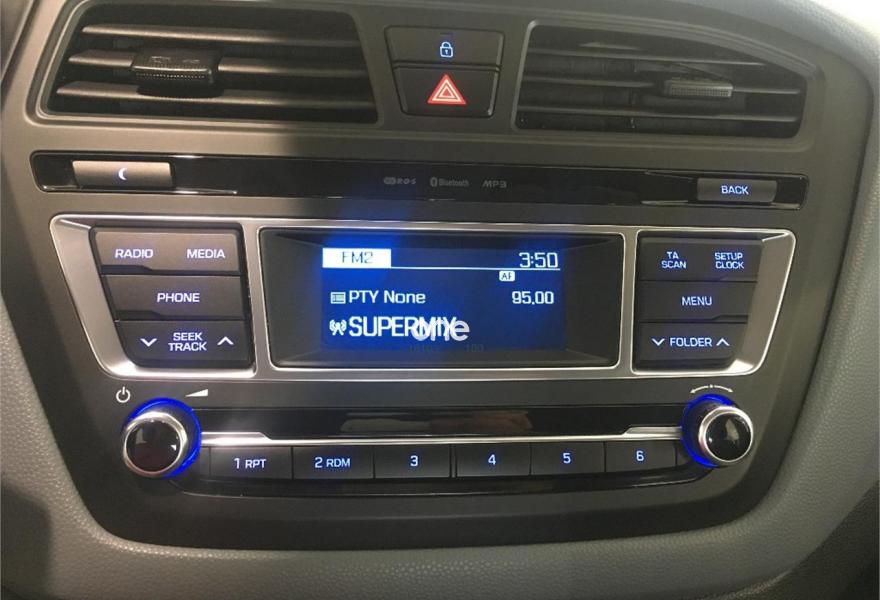 RDS Bluetooth MP3
BACK
RADIO MEDIA
PHONE
SEEK
TRACK
FM2 3:50
AF
PTY None 95.00
SUPERMIX
one
TA
SCAN
SETUP
CLOCK
MENU
FOLDER
1 RPT 2 RDM 3 4 5 6